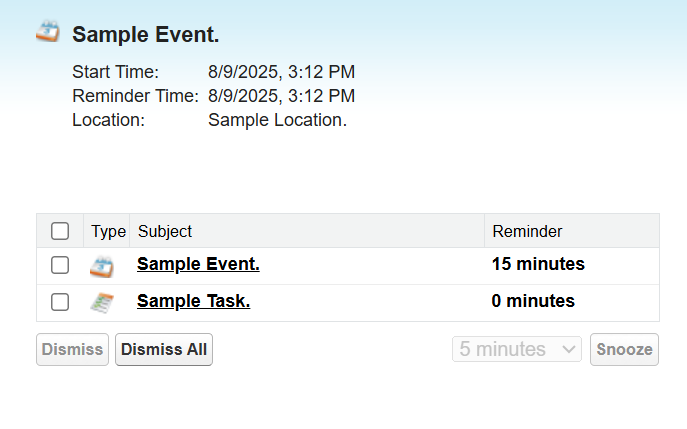 Sample Event.
Start Time: 8/9/2025, 3:12 PM
Reminder Time: 8/9/2025, 3:12 PM
Location: Sample Location.
Type Subject Reminder
Sample Event. 15 minutes
Sample Task. 0 minutes
Dismiss Dismiss All 5 minutes Snooze